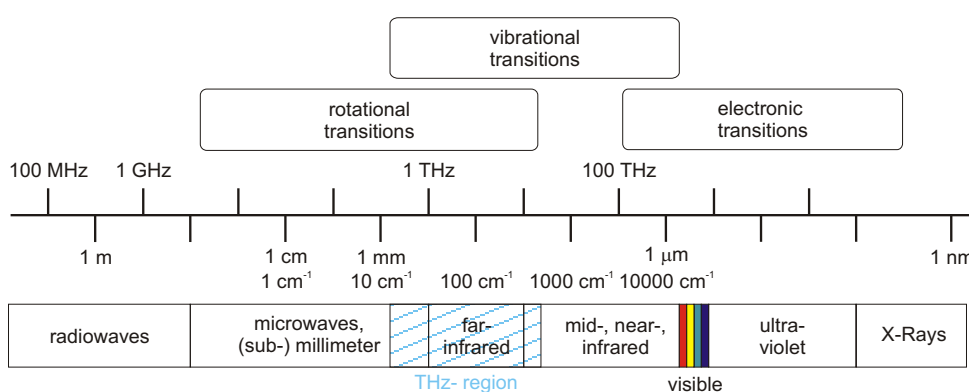 vibrational
transitions
rotational
transitions
electronic
transitions
100 MHz 1 GHz 1 THz 100 THz
1 m 1 cm 1 mm 1 μm 1 nm
1 cm⁻¹ 10 cm⁻¹ 100 cm⁻¹ 1000 cm⁻¹ 10000 cm⁻¹
radiowaves
microwaves,
(sub-) millimeter
far-
infrared
mid-, near-,
infrared
ultra-
violet
X-Rays
THz- region
visible